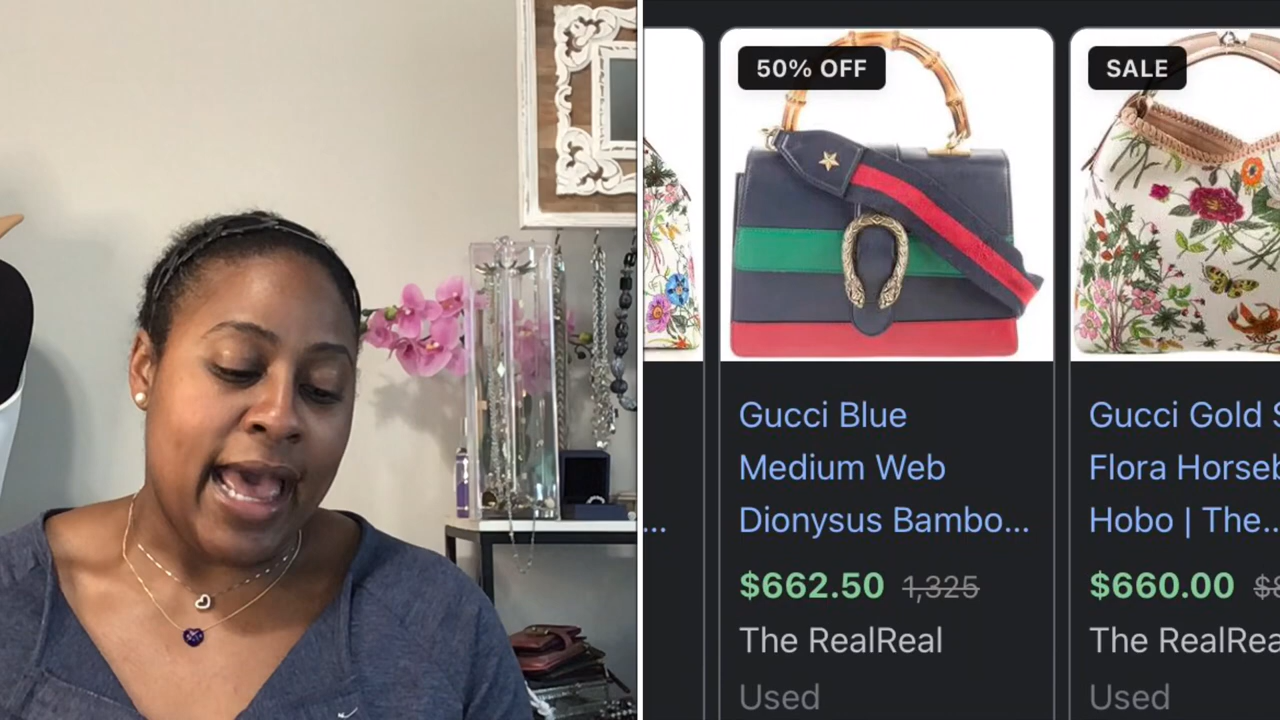 50% OFF
SALE
Gucci Blue
Medium Web
Dionysus Bambo...
$662.50 1,325
The RealReal
Used
Gucci Gold S
Flora Horseb
Hobo | The...
$660.00
The RealRea
Used
...